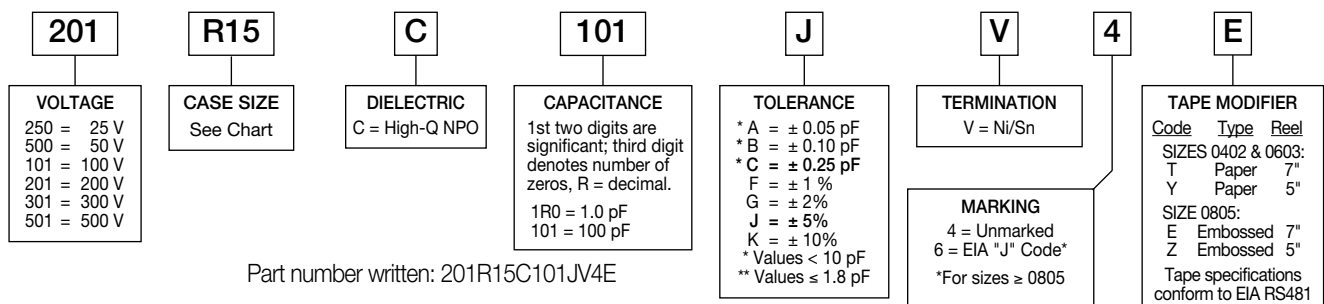 201 R15 C 101 J V 4 E
VOLTAGE
250 = 25 V
500 = 50 V
101 = 100 V
201 = 200 V
301 = 300 V
501 = 500 V
CASE SIZE
See Chart
DIELECTRIC
C = High-Q NPO
CAPACITANCE
1st two digits are
significant; third digit
denotes number of
zeros, R = decimal.
1R0 = 1.0 pF
101 = 100 pF
TOLERANCE
* A = ± 0.05 pF
* B = ± 0.10 pF
* C = ± 0.25 pF
F = ± 1 %
G = ± 2%
J = ± 5%
K = ± 10%
* Values < 10 pF
** Values ≤ 1.8 pF
TERMINATION
V = Ni/Sn
MARKING
4 = Unmarked
6 = EIA "J" Code*
*For sizes ≥ 0805
TAPE MODIFIER
Code Type Reel
SIZES 0402 & 0603:
T Paper 7"
Y Paper 5"
SIZE 0805:
E Embossed 7"
Z Embossed 5"
Tape specifications
conform to EIA RS481
Part number written: 201R15C101JV4E